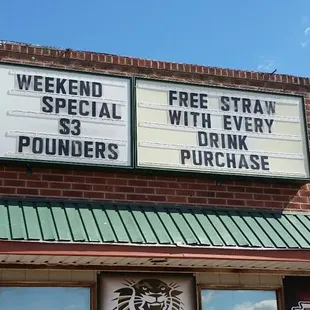 WEEKEND
SPECIAL
$3
POUNDERS
FREE STRAW
WITH EVERY
DRINK
PURCHASE